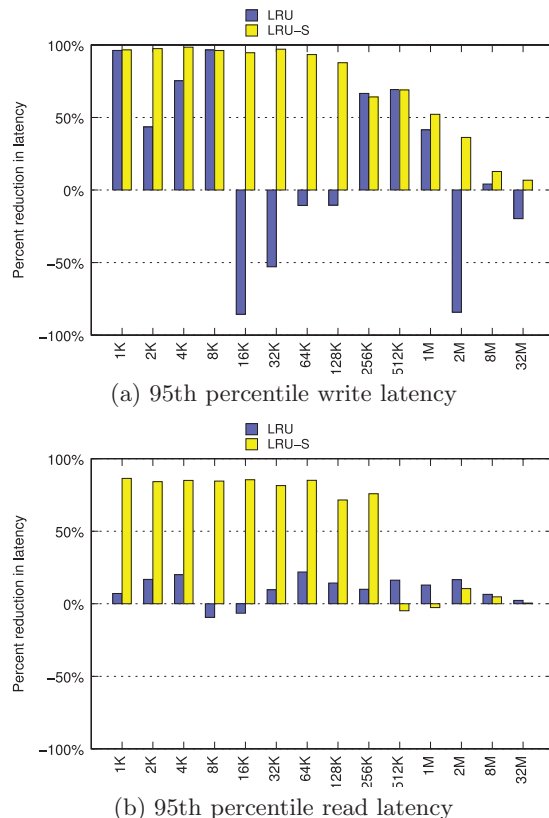 LRU
LRU-S
100%
50%
0%
-50%
-100%
Percent reduction in latency
1K 2K 4K 8K 16K 32K 64K 128K 256K 512K 1M 2M 8M 32M
(a) 95th percentile write latency
LRU
LRU-S
100%
50%
0%
-50%
-100%
Percent reduction in latency
1K 2K 4K 8K 16K 32K 64K 128K 256K 512K 1M 2M 8M 32M
(b) 95th percentile read latency